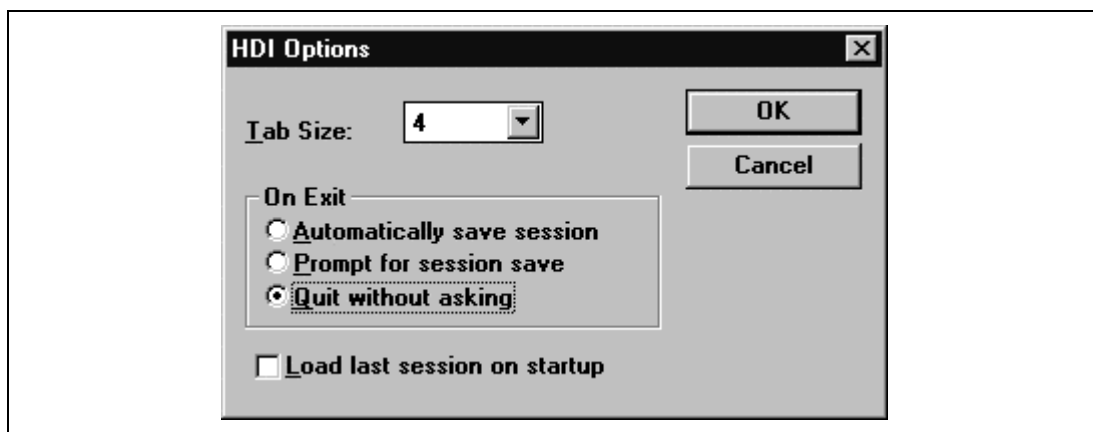 HDI Options
Tab Size: 4
OK
Cancel
On Exit
Automatically save session
Prompt for session save
Quit without asking
Load last session on startup